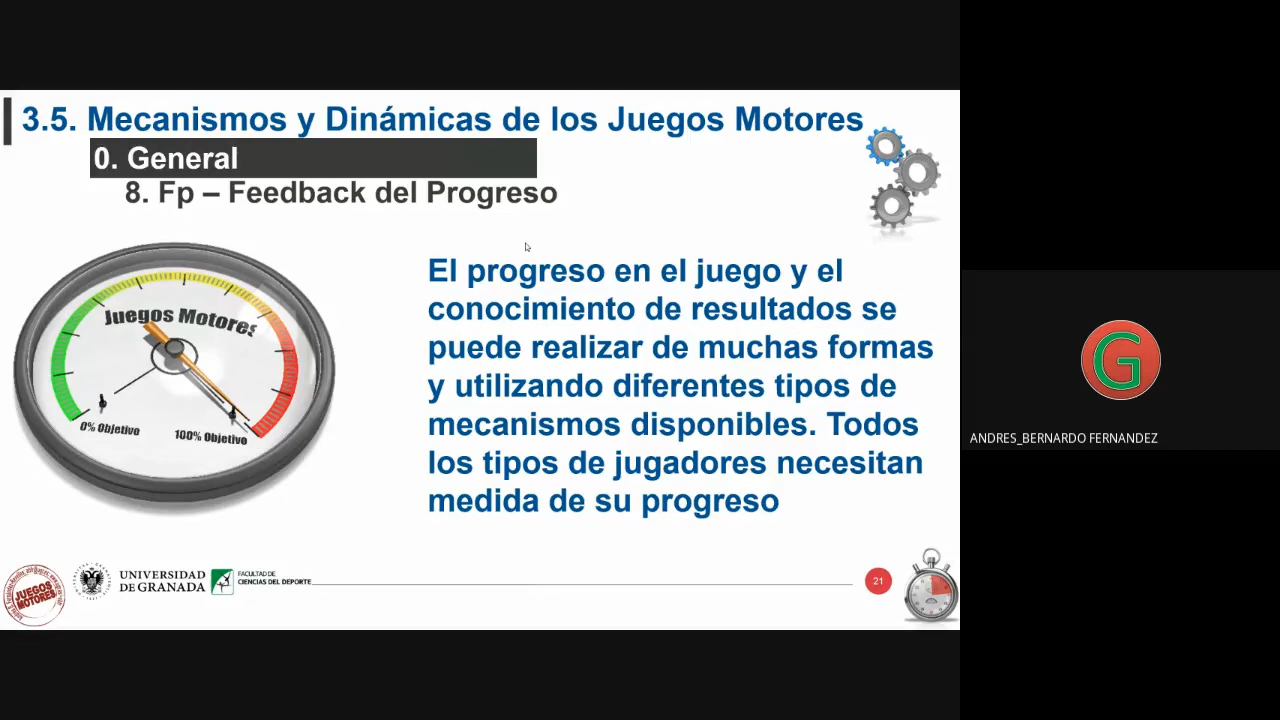 3.5. Mecanismos y Dinámicas de los Juegos Motores
0. General
8. Fp – Feedback del Progreso
El progreso en el juego y el
conocimiento de resultados se
puede realizar de muchas formas
y utilizando diferentes tipos de
mecanismos disponibles. Todos
los tipos de jugadores necesitan
medida de su progreso
Juegos Motores
0% Objetivo
100% Objetivo
JUEGOS
MOTORES
UNIVERSIDAD
DE GRANADA
FACULTAD DE
CIENCIAS DEL DEPORTE
21
G
ANDRES_BERNARDO FERNANDEZ